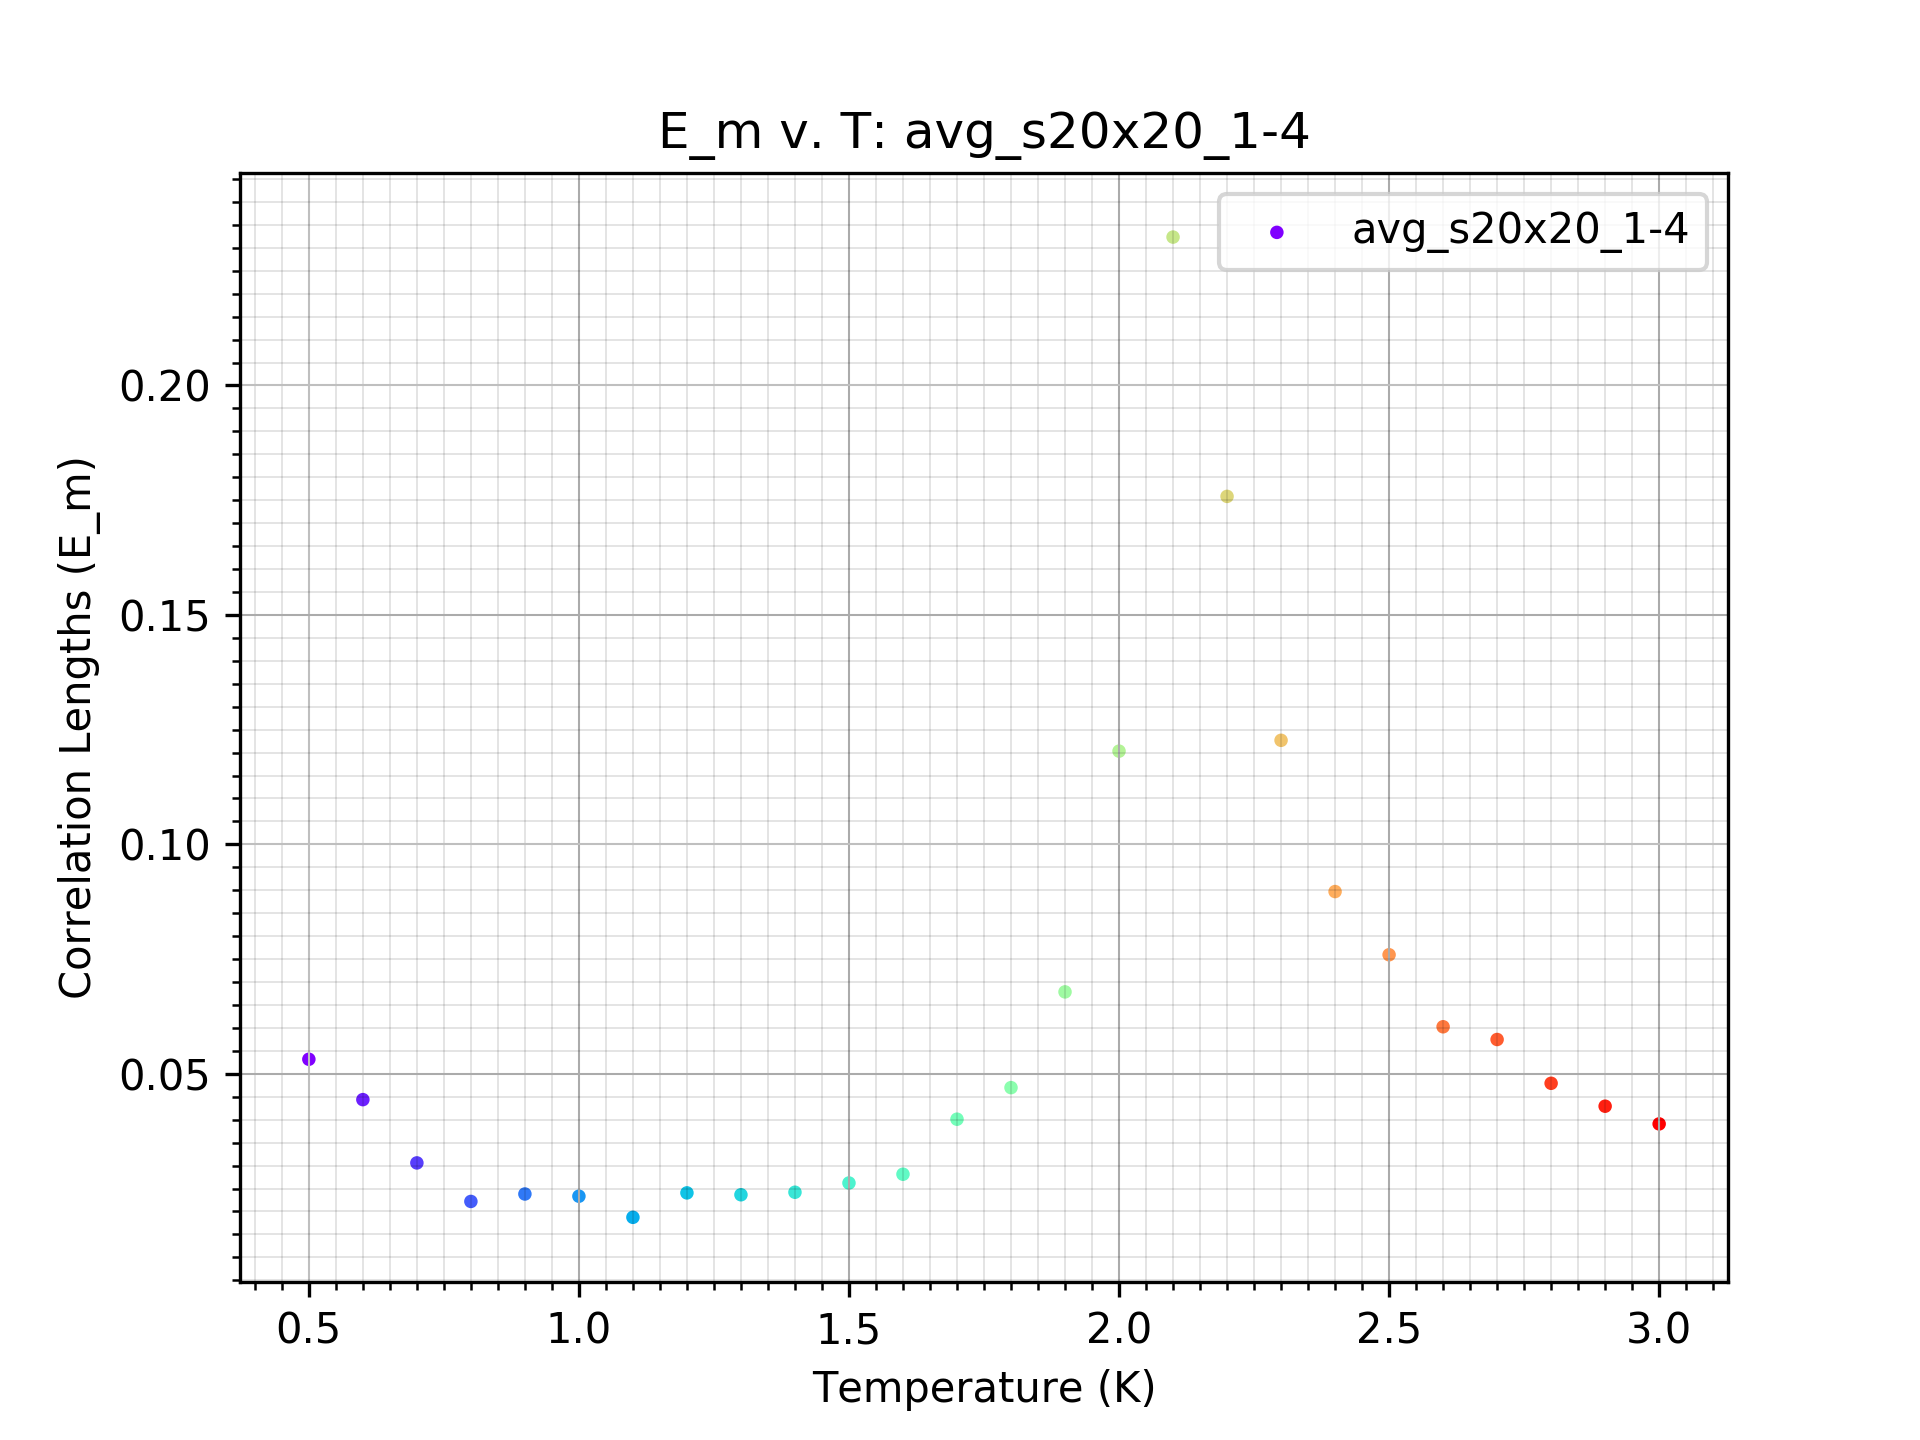 E_m v. T: avg_s20x20_1-4
avg_s20x20_1-4
Correlation Lengths (E_m)
0.20
0.15
0.10
0.05
0.5 1.0 1.5 2.0 2.5 3.0
Temperature (K)